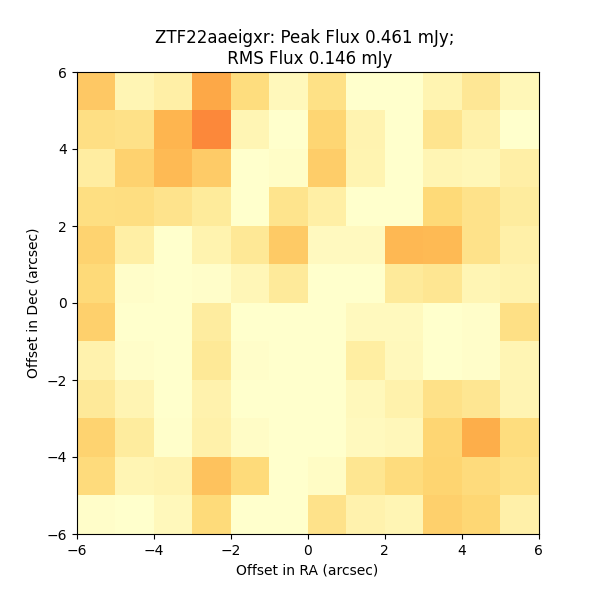 ZTF22aaeigxr: Peak Flux 0.461 mJy;
RMS Flux 0.146 mJy
6
4
2
0
−2
−4
−6
Offset in Dec (arcsec)
−6 −4 −2 0 2 4 6
Offset in RA (arcsec)